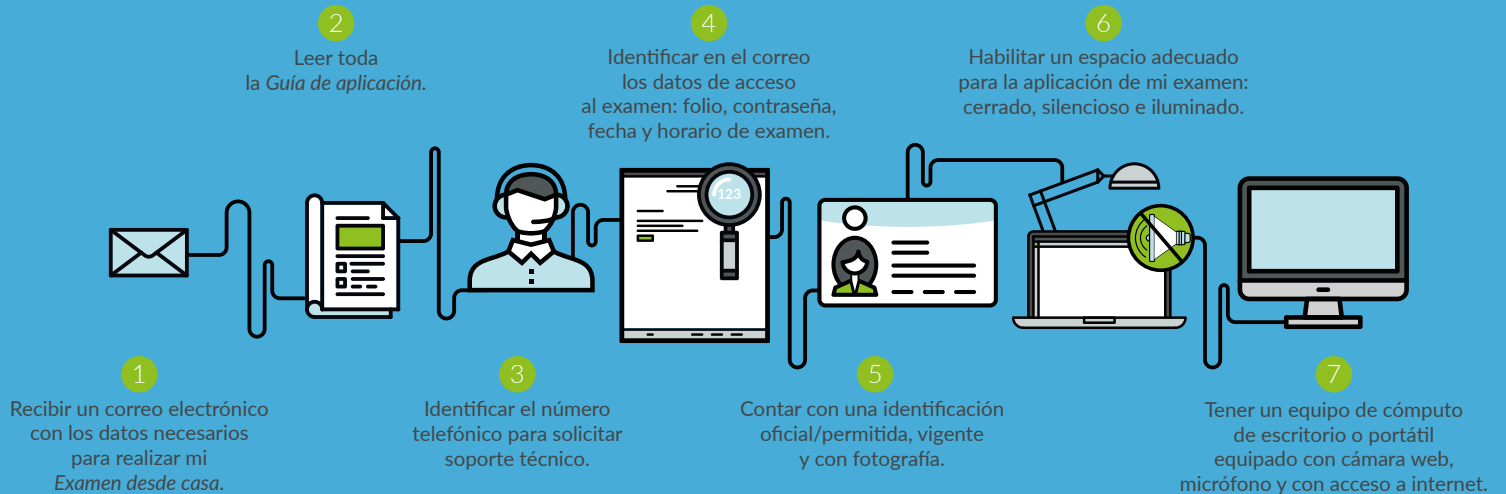 1
Recibir un correo electrónico
con los datos necesarios
para realizar mi
Examen desde casa.
2
Leer toda
la Guía de aplicación.
3
Identificar el número
telefónico para solicitar
soporte técnico.
4
Identificar en el correo
los datos de acceso
al examen: folio, contraseña,
fecha y horario de examen.
123
5
Contar con una identificación
oficial/permitida, vigente
y con fotografía.
6
Habilitar un espacio adecuado
para la aplicación de mi examen:
cerrado, silencioso e iluminado.
7
Tener un equipo de cómputo
de escritorio o portátil
equipado con cámara web,
micrófono y con acceso a internet.